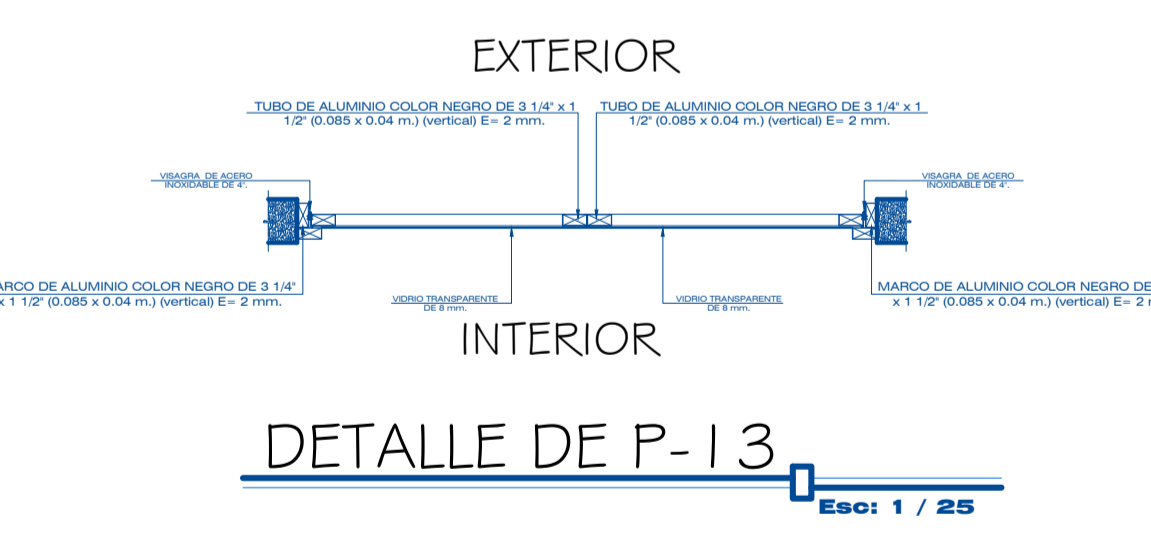 EXTERIOR
TUBO DE ALUMINIO COLOR NEGRO DE 3 1/4" x 1
1/2" (0.085 x 0.04 m.) (vertical) E= 2 mm.
TUBO DE ALUMINIO COLOR NEGRO DE 3 1/4" x 1
1/2" (0.085 x 0.04 m.) (vertical) E= 2 mm.
VISAGRA DE ACERO
INOXIDABLE DE 4".
VISAGRA DE ACERO
INOXIDABLE DE 4".
ARCO DE ALUMINIO COLOR NEGRO DE 3 1/4"
x 1 1/2" (0.085 x 0.04 m.) (vertical) E= 2 mm.
VIDRIO TRANSPARENTE
DE 8 mm.
VIDRIO TRANSPARENTE
DE 8 mm.
MARCO DE ALUMINIO COLOR NEGRO DE
x 1 1/2" (0.085 x 0.04 m.) (vertical) E= 2
INTERIOR
DETALLE DE P-13
Esc: 1 / 25